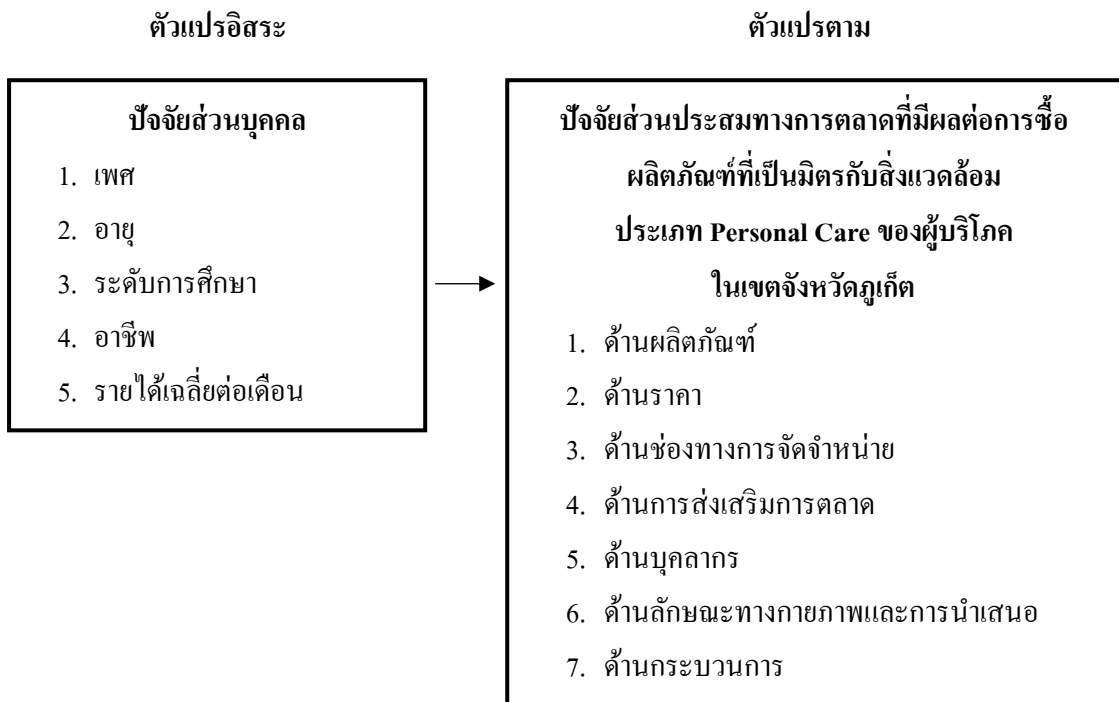 ตัวแปรอิสระ
ตัวแปรตาม
ปัจจัยส่วนบุคคล
1. เพศ
2. อายุ
3. ระดับการศึกษา
4. อาชีพ
5. รายได้เฉลี่ยต่อเดือน
ปัจจัยส่วนประสมทางการตลาดที่มีผลต่อการซื้อ
ผลิตภัณฑ์ที่เป็นมิตรกับสิ่งแวดล้อม
ประเภท Personal Care ของผู้บริโภค
ในเขตจังหวัดภูเก็ต
1. ด้านผลิตภัณฑ์
2. ด้านราคา
3. ด้านช่องทางการจัดจำหน่าย
4. ด้านการส่งเสริมการตลาด
5. ด้านบุคลากร
6. ด้านลักษณะทางกายภาพและการนำเสนอ
7. ด้านกระบวนการ